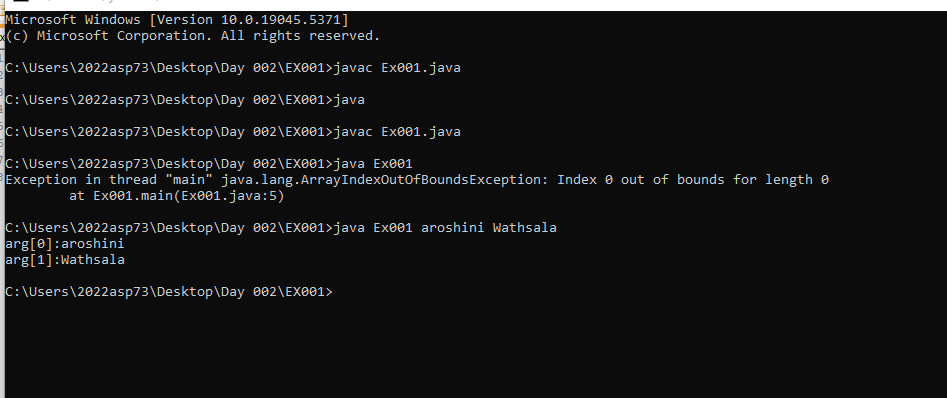 Microsoft Windows [Version 10.0.19045.5371]
(c) Microsoft Corporation. All rights reserved.
C:\Users\2022asp73\Desktop\Day 002\EX001>javac Ex001.java
C:\Users\2022asp73\Desktop\Day 002\EX001>java
C:\Users\2022asp73\Desktop\Day 002\EX001>javac Ex001.java
C:\Users\2022asp73\Desktop\Day 002\EX001>java Ex001
Exception in thread "main" java.lang.ArrayIndexOutOfBoundsException: Index 0 out of bounds for length 0
        at Ex001.main(Ex001.java:5)
C:\Users\2022asp73\Desktop\Day 002\EX001>java Ex001 aroshini Wathsala
arg[0]:aroshini
arg[1]:Wathsala
C:\Users\2022asp73\Desktop\Day 002\EX001>